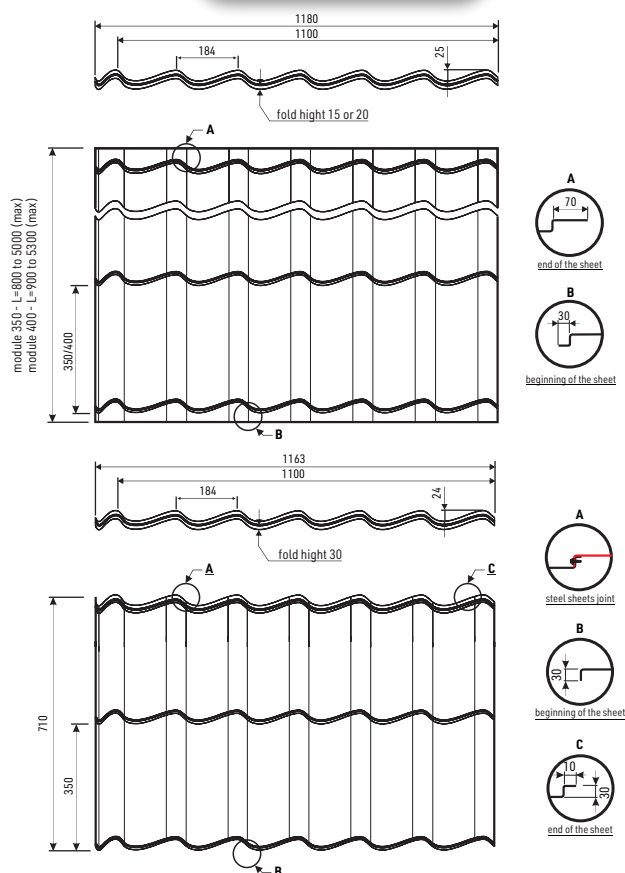 1180
1100
184
25
fold hight 15 or 20
A
module 350 - L=800 to 5000 (max)
module 400 - L=900 to 5300 (max)
350/400
B
A
70
end of the sheet
B
30
beginning of the sheet
1163
1100
184
24
fold hight 30
A
C
710
350
B
A
steel sheets joint
B
30
beginning of the sheet
C
10
30
end of the sheet